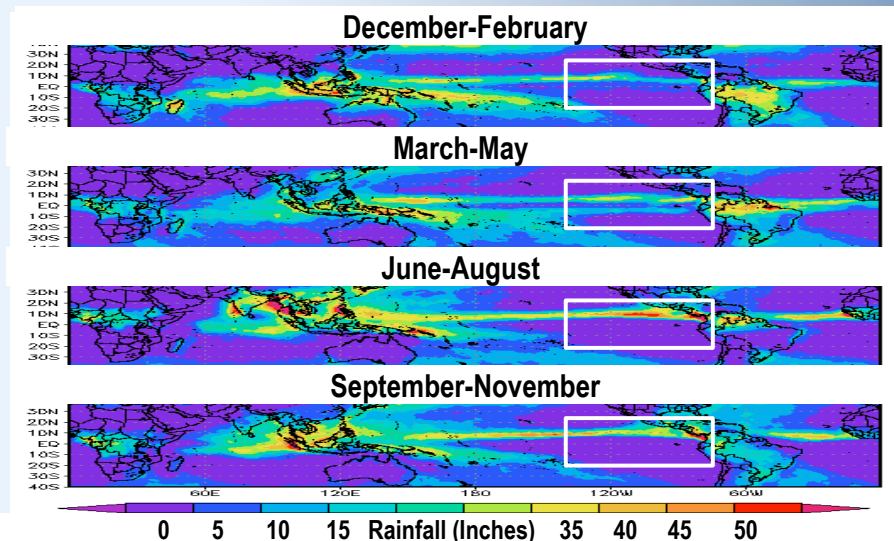 December-February
30N
20N
10N
EQ
10S
20S
30S
March-May
30N
20N
10N
EQ
10S
20S
30S
June-August
30N
20N
10N
EQ
10S
20S
30S
September-November
30N
20N
10N
EQ
10S
20S
30S
40S
60E 120E 180 120W 60W
0 5 10 15 Rainfall (Inches) 35 40 45 50